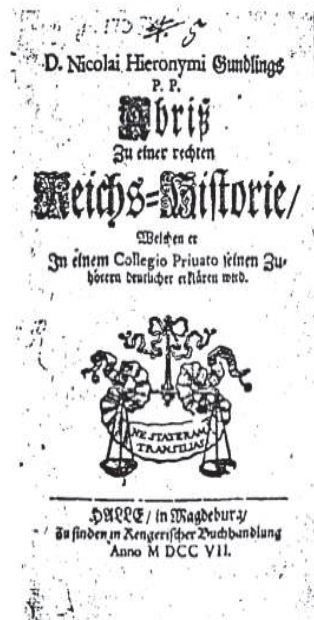 D. Nicolai Hieronymi Gundlings
P. P.
Abriß
Zu einer rechten
Reichs-Historie/
Welchen er
In einem Collegio Privato seinen Zu-
hörern deutlicher erklären wird.
NE STATERAM
TRANSILIAS
HALLE / in Magdeburg/
Zu finden in Rengerischer Buchhandlung
Anno M DCC VII.